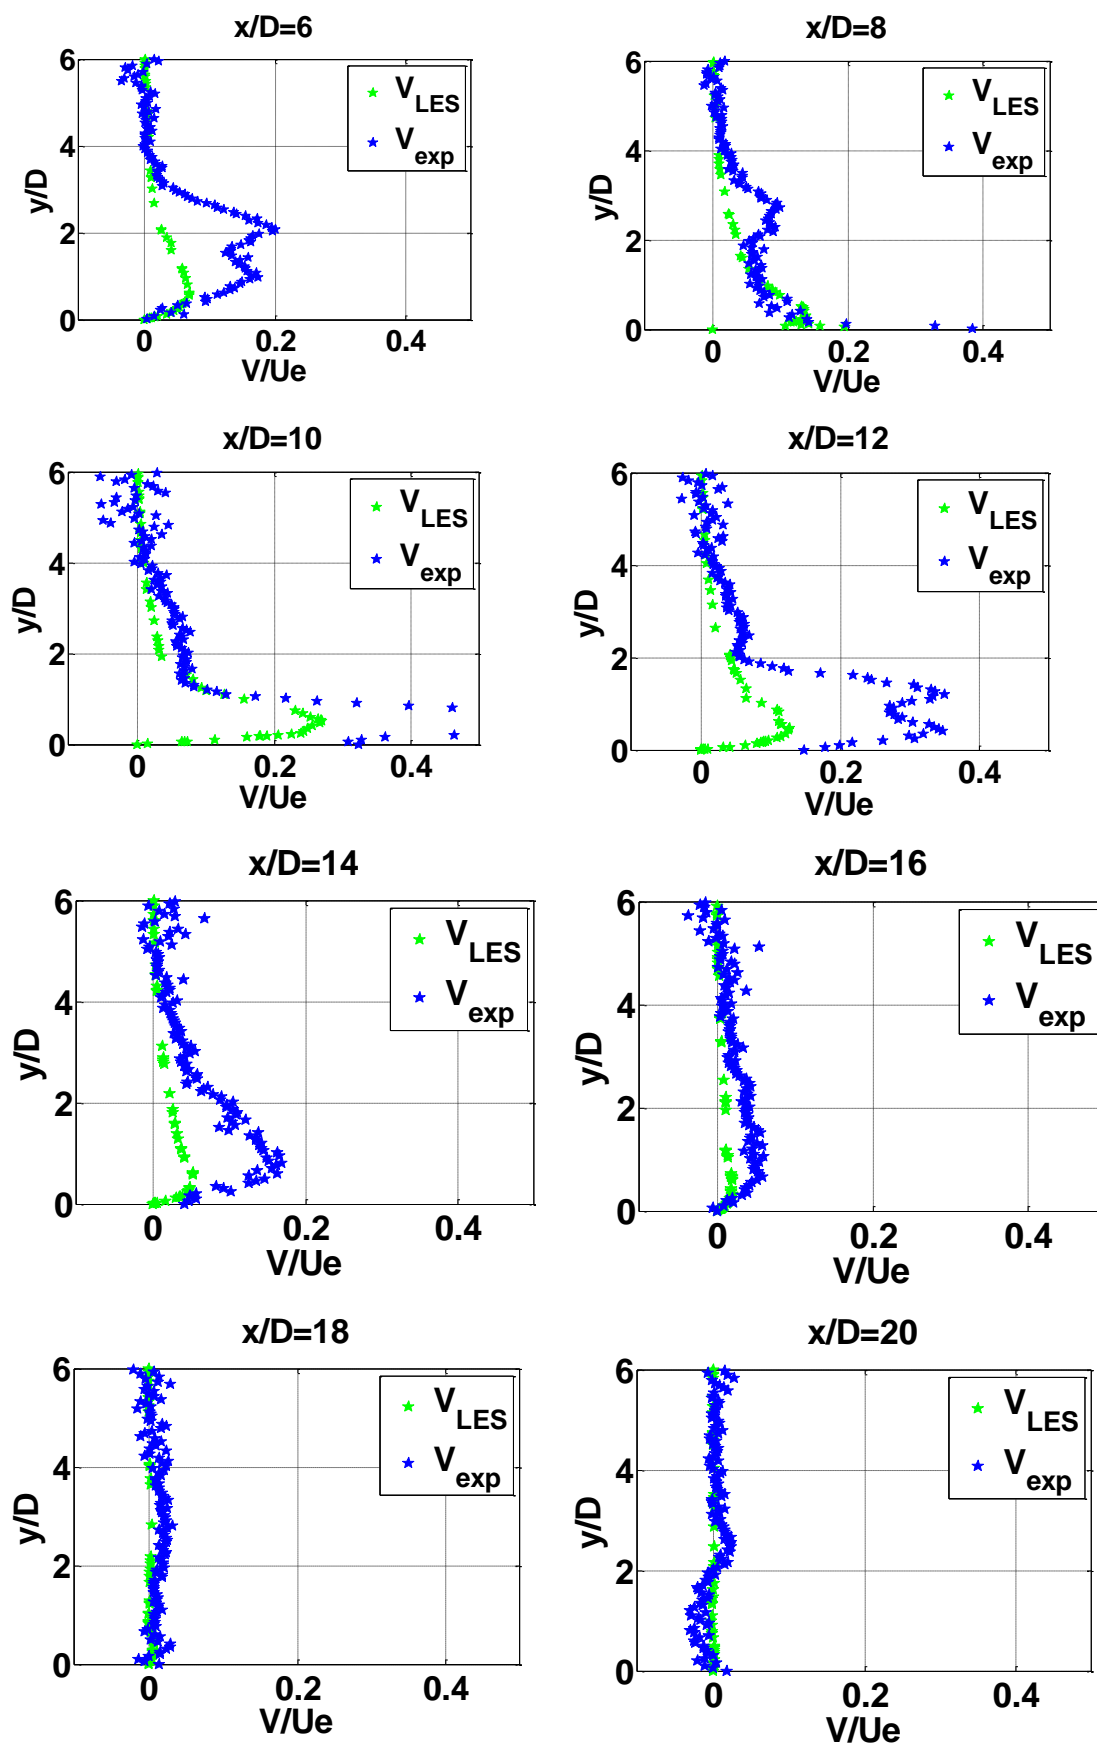 x/D=6
6
4
2
0
y/D
0 0.2 0.4
V/Ue
V_LES
V_exp
x/D=8
6
4
2
0
y/D
0 0.2 0.4
V/Ue
V_LES
V_exp
x/D=10
6
4
2
0
y/D
0 0.2 0.4
V/Ue
V_LES
V_exp
x/D=12
6
4
2
0
y/D
0 0.2 0.4
V/Ue
V_LES
V_exp
x/D=14
6
4
2
0
y/D
0 0.2 0.4
V/Ue
V_LES
V_exp
x/D=16
6
4
2
0
y/D
0 0.2 0.4
V/Ue
V_LES
V_exp
x/D=18
6
4
2
0
y/D
0 0.2 0.4
V/Ue
V_LES
V_exp
x/D=20
6
4
2
0
y/D
0 0.2 0.4
V/Ue
V_LES
V_exp